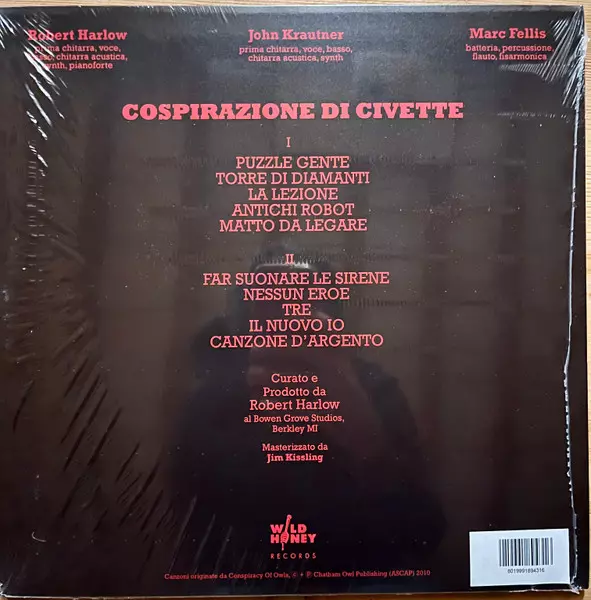 Robert Harlow
prima chitarra, voce,
basso, chitarra acustica,
synth, pianoforte
John Krautner
prima chitarra, voce, basso,
chitarra acustica, synth
Marc Fellis
batteria, percussione,
flauto, fisarmonica
COSPIRAZIONE DI CIVETTE
I
PUZZLE GENTE
TORRE DI DIAMANTI
LA LEZIONE
ANTICHI ROBOT
MATTO DA LEGARE
II
FAR SUONARE LE SIRENE
NESSUN EROE
TRE
IL NUOVO IO
CANZONE D'ARGENTO
Curato e
Prodotto da
Robert Harlow
al Bowen Grove Studios,
Berkley MI
Masterizzato da
Jim Kissling
WILD
HONEY
RECORDS
Canzoni originate da Conspiracy Of Owls, © + ℗ Chatham Owl Publishing (ASCAP) 2010
8019991884316